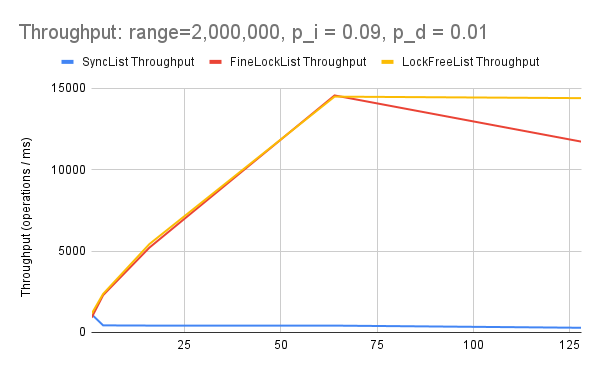 Throughput: range=2,000,000, p_i = 0.09, p_d = 0.01
SyncList Throughput FineLockList Throughput LockFreeList Throughput
Throughput (operations / ms)
15000
10000
5000
0
25 50 75 100 125